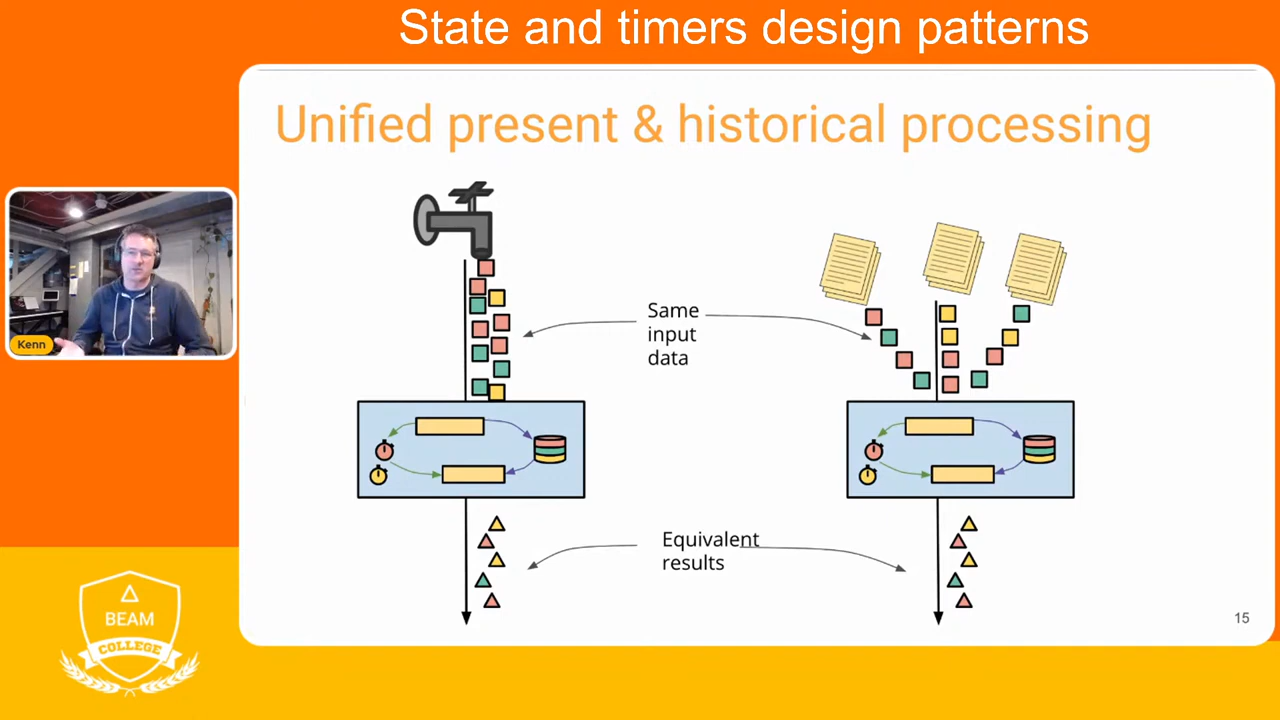 State and timers design patterns
Unified present & historical processing
Same
input
data
Kenn
Equivalent
results
15
BEAM
COLLEGE